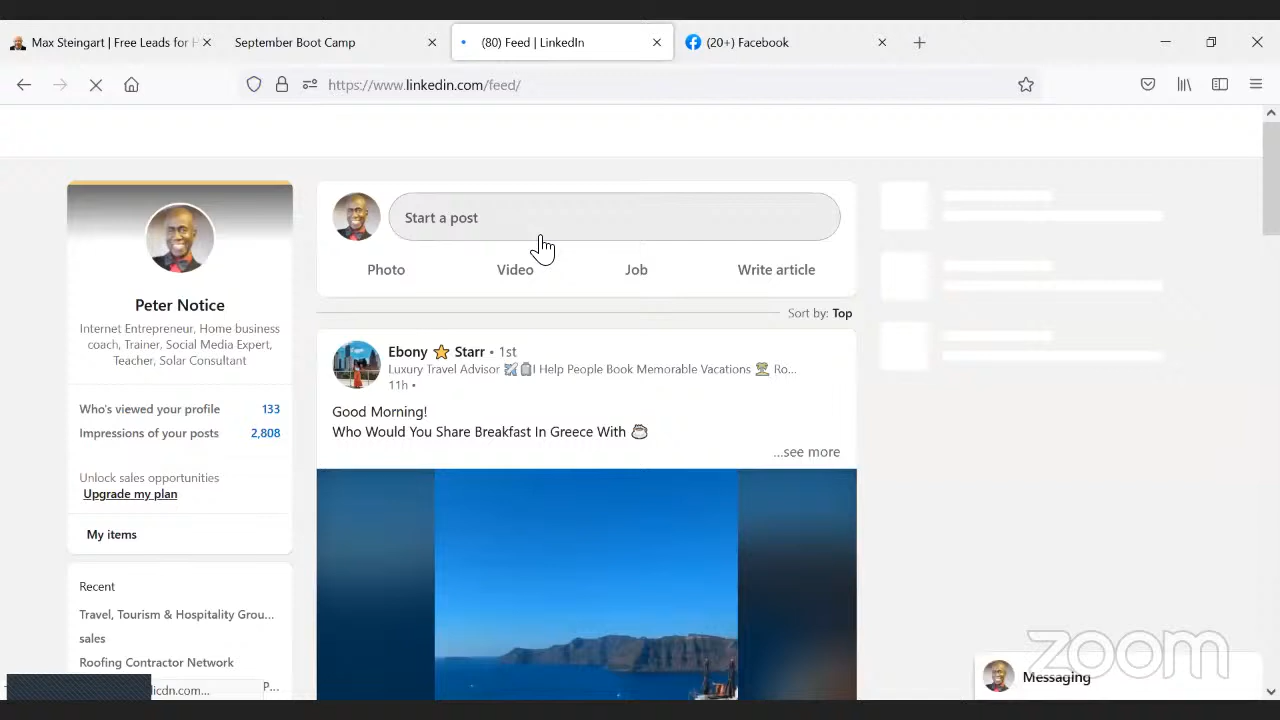 Max Steingart | Free Leads for H
September Boot Camp
(80) Feed | LinkedIn
(20+) Facebook
https://www.linkedin.com/feed/
Start a post
Photo
Video
Job
Write article
Peter Notice
Internet Entrepreneur, Home business
coach, Trainer, Social Media Expert,
Teacher, Solar Consultant
Who's viewed your profile 133
Impressions of your posts 2,808
Unlock sales opportunities
Upgrade my plan
My items
Recent
Travel, Tourism & Hospitality Grou...
sales
Roofing Contractor Network
licdn.com...
P...
Sort by: Top
Ebony ⭐ Starr • 1st
Luxury Travel Advisor ✈️🧳I Help People Book Memorable Vacations 🏝️ Ro...
11h •
Good Morning!
Who Would You Share Breakfast In Greece With ☕
...see more
Messaging
zoom